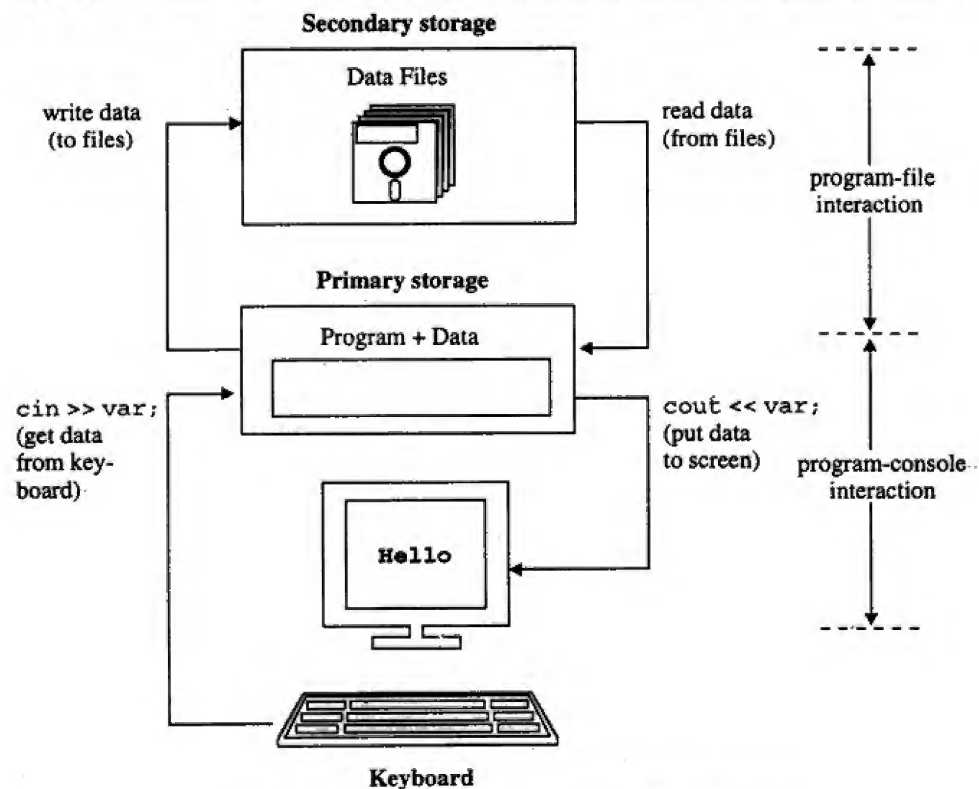 Secondary storage
Data Files
write data
(to files)
read data
(from files)
program-file
interaction
Primary storage
Program + Data
cin >> var;
(get data
from key-
board)
cout << var;
(put data
to screen)
program-console
interaction
Hello
Keyboard